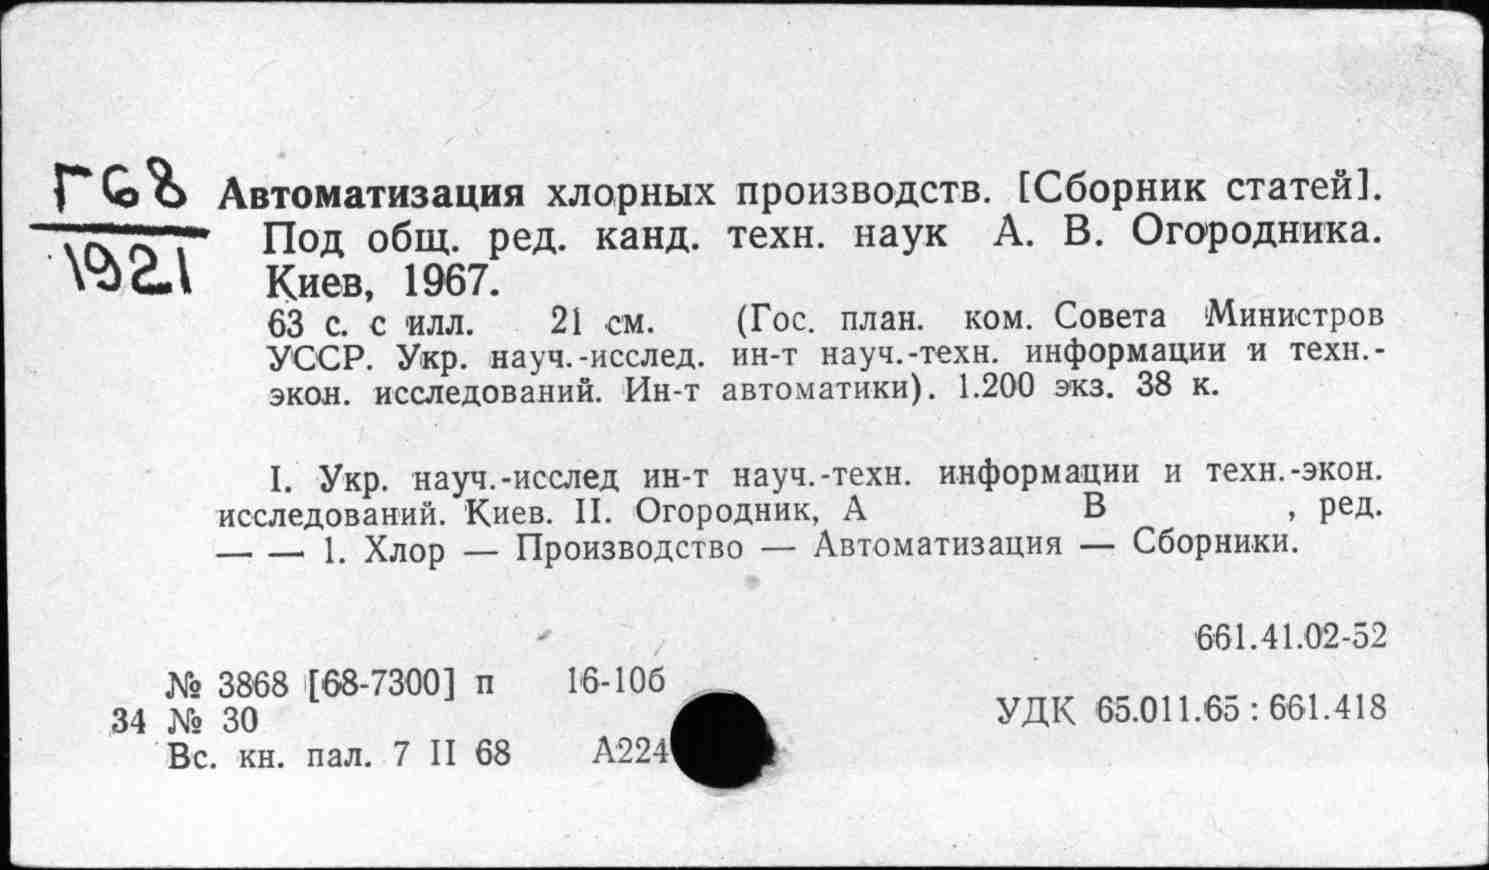 Г68 Автоматизация хлорных производств. [Сборник статей].
1921 Под общ. ред. канд. техн. наук А. В. Огородника.
Киев, 1967.
63 с. с илл. 21 см. (Гос. план. ком. Совета Министров
УССР. Укр. науч.-исслед. ин-т науч.-техн. информации и техн.-
экон. исследований. Ин-т автоматики). 1.200 экз. 38 к.
I. Укр. науч.-исслед ин-т науч.-техн. информации и техн.-экон.
исследований. Киев. II. Огородник, А В , ред.
— — 1. Хлор — Производство — Автоматизация — Сборники.
661.41.02-52
№ 3868 [68-7300] п 16-10б
34 № 30 УДК 65.011.65 : 661.418
Вс. кн. пал. 7 II 68 А224